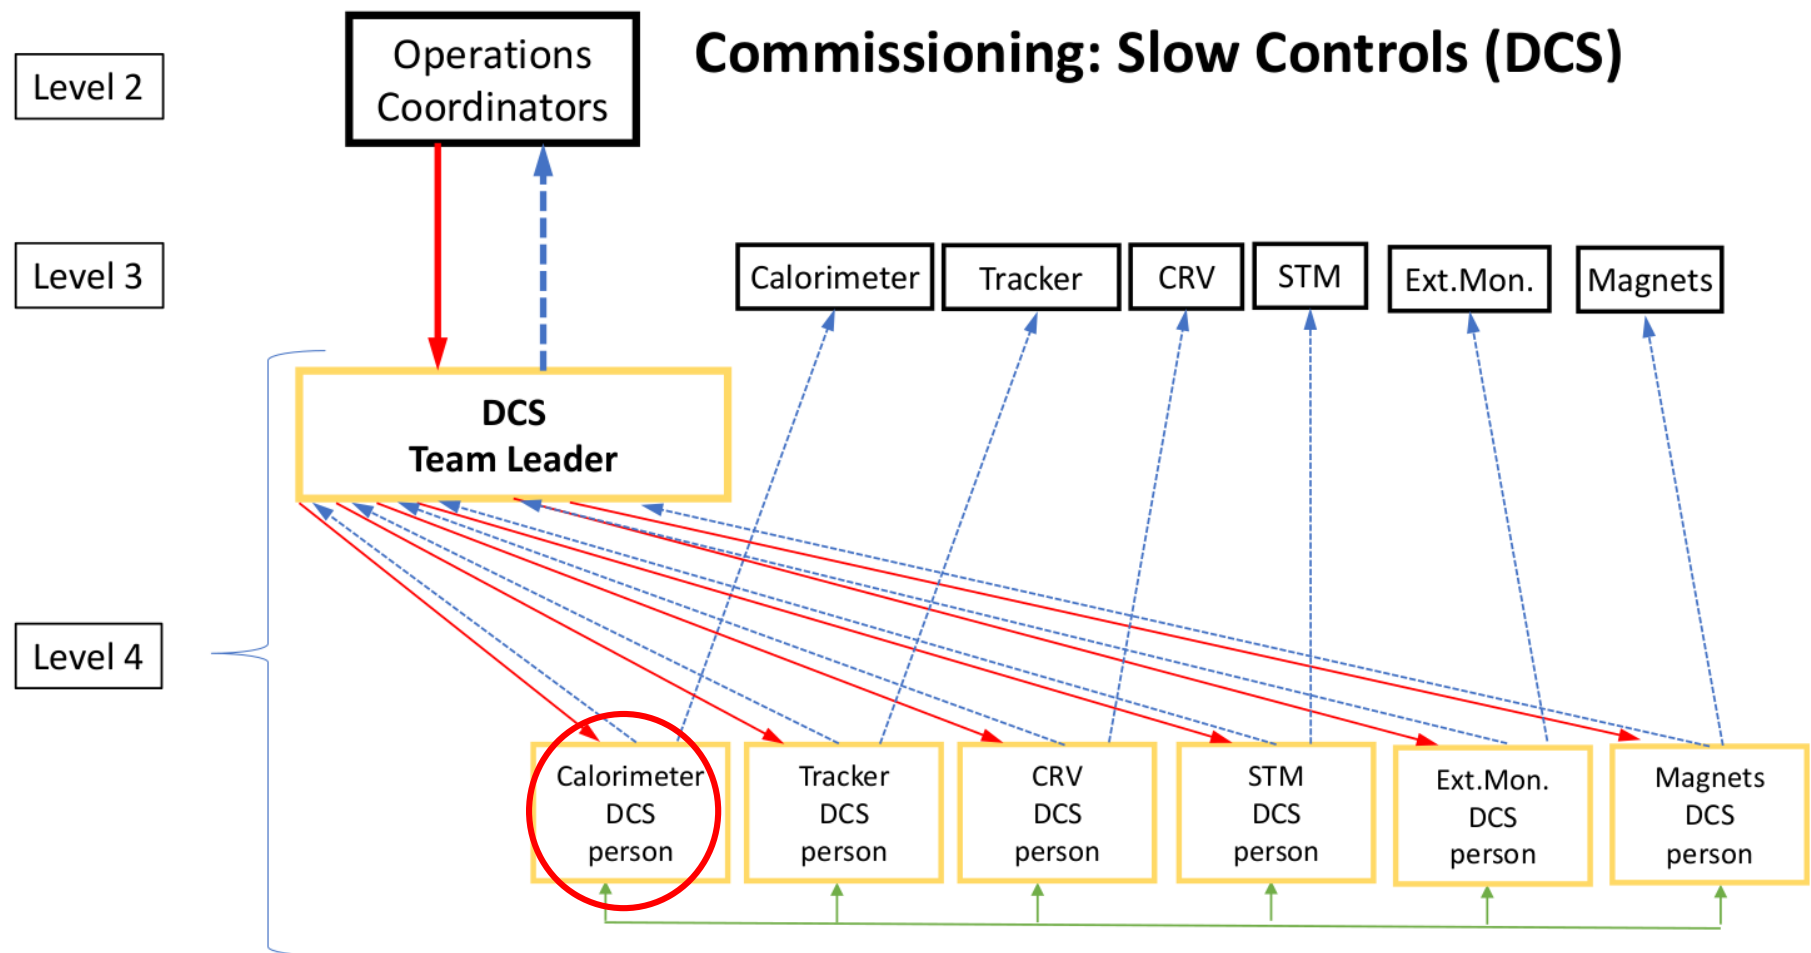 Commissioning: Slow Controls (DCS)
Level 2
Operations
Coordinators
Level 3
Calorimeter
Tracker
CRV
STM
Ext.Mon.
Magnets
DCS
Team Leader
Level 4
Calorimeter
DCS
person
Tracker
DCS
person
CRV
DCS
person
STM
DCS
person
Ext.Mon.
DCS
person
Magnets
DCS
person